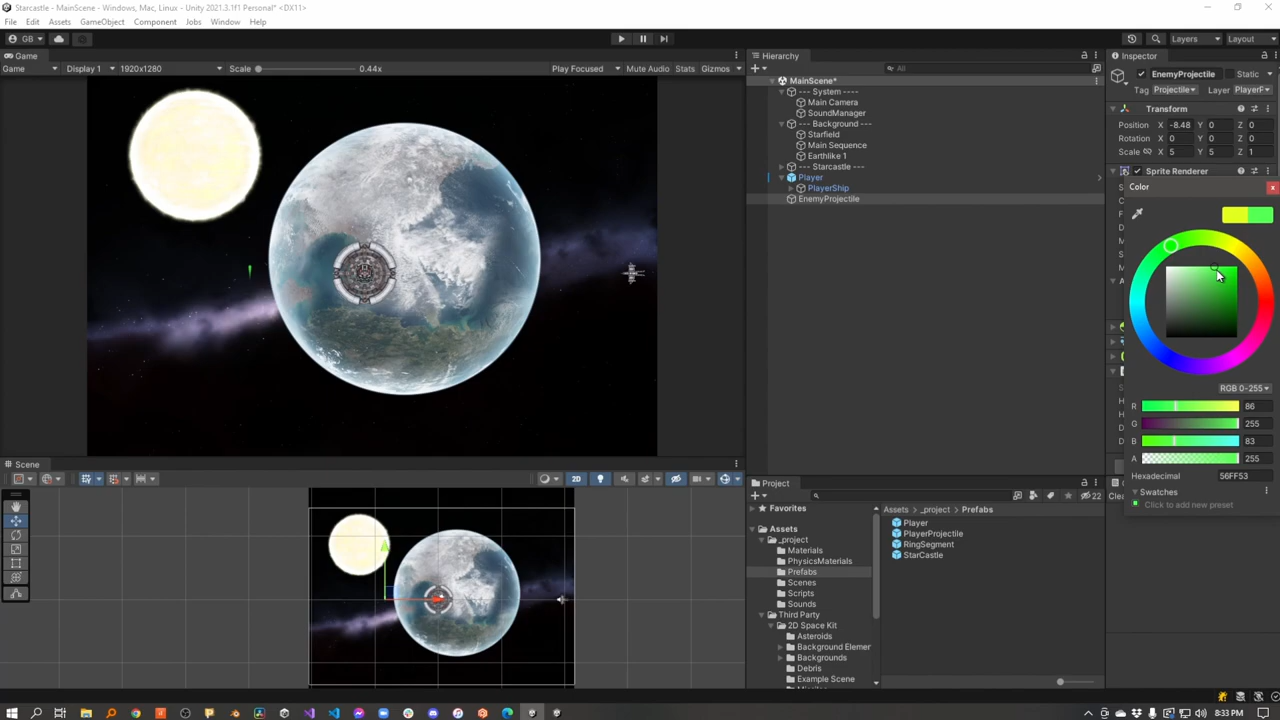 Starcastle - MainScene - Windows, Mac, Linux - Unity 2021.3.1f1 Personal* <DX11>
File Edit Assets GameObject Component Jobs Window Help
GB Layers Layout
Game
Game Display 1 1920x1280 Scale 0.44x Play Focused Mute Audio Stats Gizmos
Hierarchy
All
MainScene*
--- System ----
Main Camera
SoundManager
--- Background ---
Starfield
Main Sequence
Earthlike 1
--- Starcastle ---
Player
PlayerShip
EnemyProjectile
Inspector
EnemyProjectile Static
Tag Projectile Layer PlayerF
Transform
Position X -8.48 Y 0 Z 0
Rotation X 0 Y 0 Z 0
Scale X 5 Y 5 Z 1
Sprite Renderer
Color
RGB 0-255
R 86
G 255
B 83
A 255
Hexadecimal 56FF53
Swatches
Click to add new preset
Scene
2D
Project
22
Favorites
Assets
_project
Materials
PhysicsMaterials
Prefabs
Scenes
Scripts
Sounds
Third Party
2D Space Kit
Asteroids
Background Elemer
Backgrounds
Debris
Example Scene
Assets _project Prefabs
Player
PlayerProjectile
RingSegment
StarCastle
8:33 PM